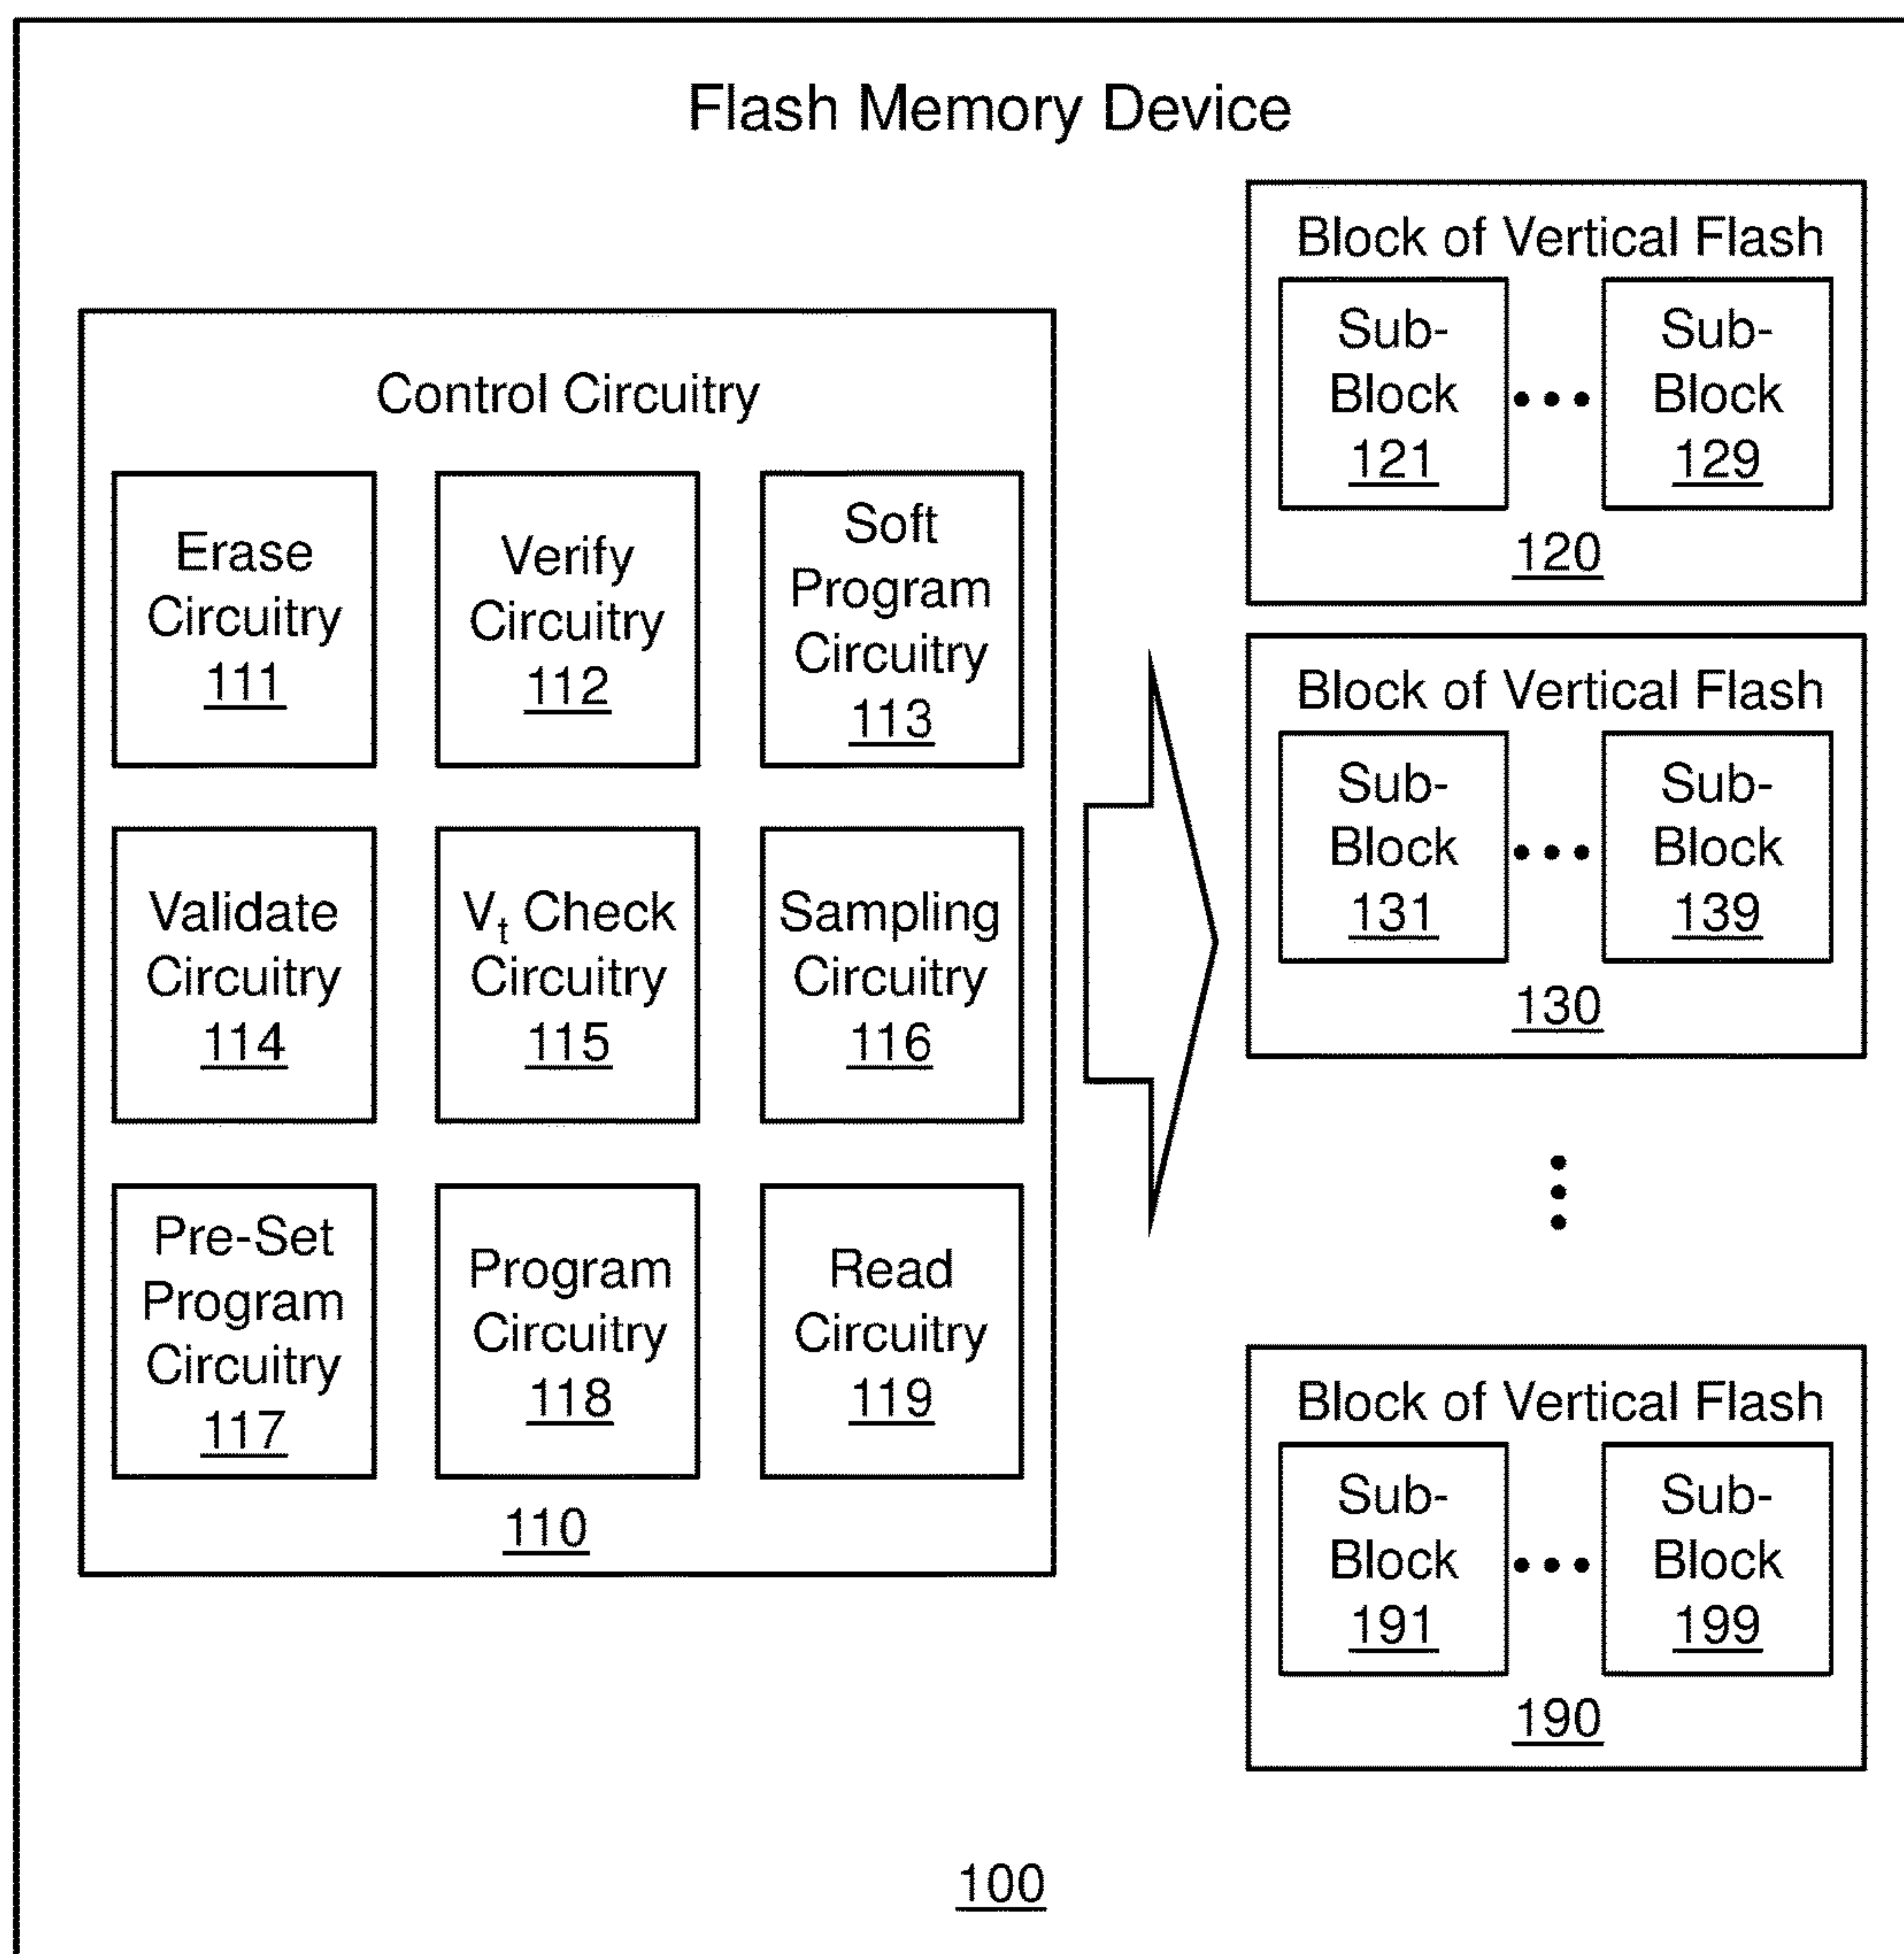 Flash Memory Device
Control Circuitry
Erase
Circuitry
111
Verify
Circuitry
112
Soft
Program
Circuitry
113
Validate
Circuitry
114
Vt Check
Circuitry
115
Sampling
Circuitry
116
Pre-Set
Program
Circuitry
117
Program
Circuitry
118
Read
Circuitry
119
110
Block of Vertical Flash
Sub-
Block
121
Sub-
Block
129
120
Block of Vertical Flash
Sub-
Block
131
Sub-
Block
139
130
Block of Vertical Flash
Sub-
Block
191
Sub-
Block
199
190
100